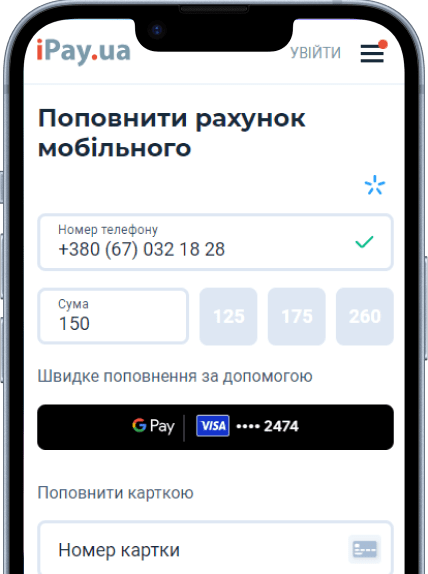 iPay.ua
УВІЙТИ
Поповнити рахунок
мобільного
Номер телефону
+380 (67) 032 18 28
Сума
150
125
175
260
Швидке поповнення за допомогою
G Pay
VISA •••• 2474
Поповнити карткою
Номер картки